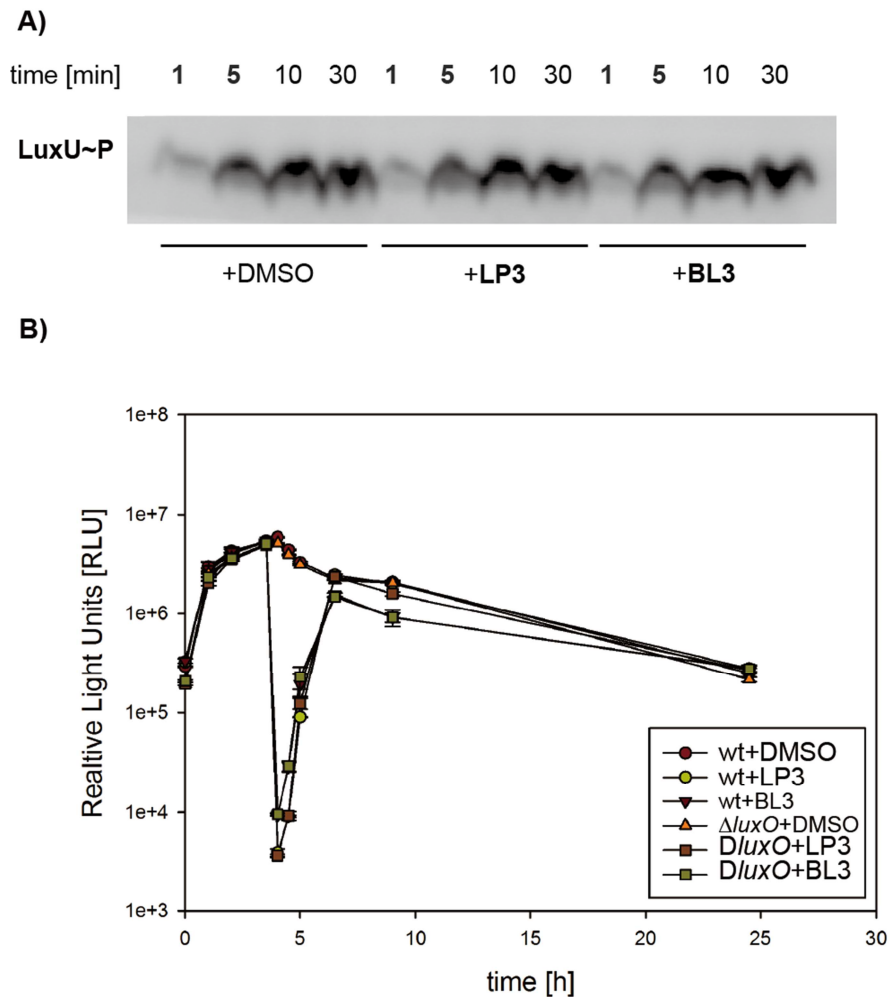 A)
time [min] 1 5 10 30 1 5 10 30 1 5 10 30
LuxU~P
+DMSO +LP3 +BL3
B)
1e+8
1e+7
1e+6
1e+5
1e+4
1e+3
Realtive Light Units [RLU]
wt+DMSO
wt+LP3
wt+BL3
ΔluxO+DMSO
DluxO+LP3
DluxO+BL3
0 5 10 15 20 25 30
time [h]